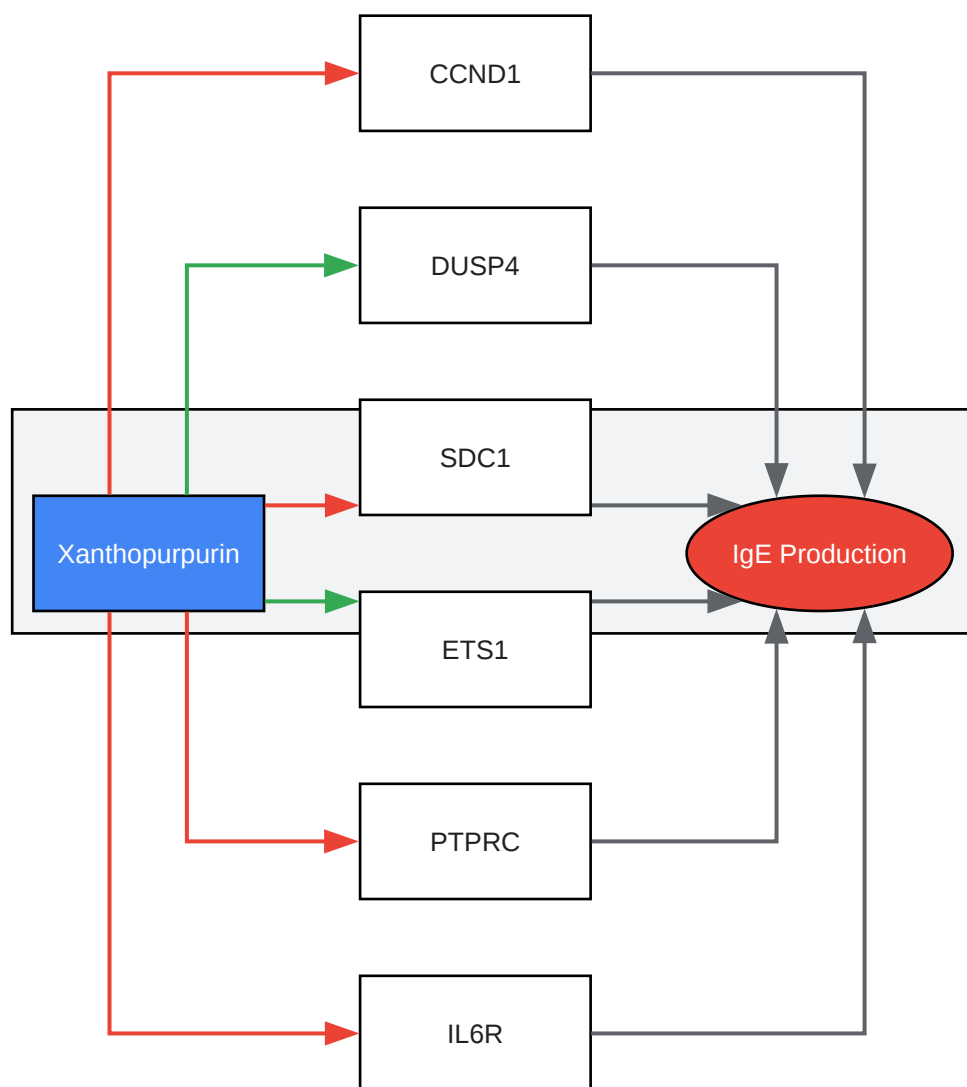 CCND1
DUSP4
SDC1
Xanthopurpurin
IgE Production
ETS1
PTPRC
IL6R